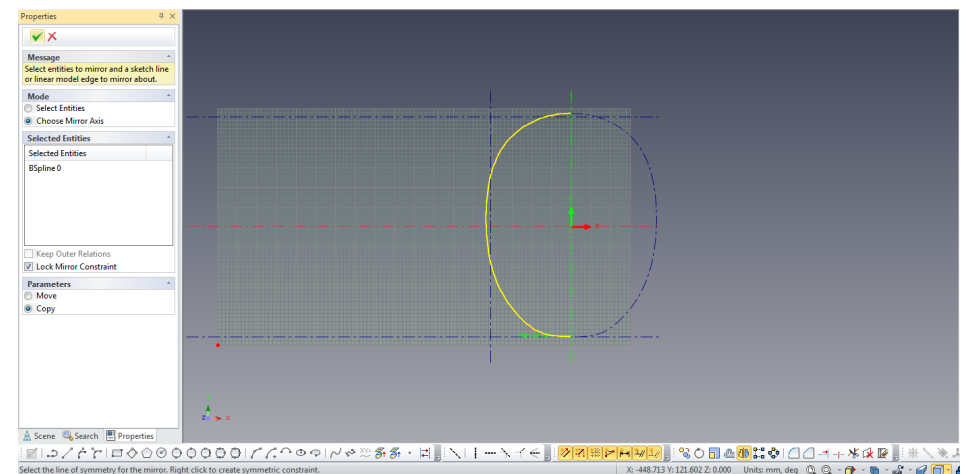 Properties
Message
Select entities to mirror and a sketch line
or linear model edge to mirror about.
Mode
Select Entities
Choose Mirror Axis
Selected Entities
Selected Entities
BSpline 0
Keep Outer Relations
Lock Mirror Constraint
Parameters
Move
Copy
X
Z
X
Scene Search Properties
Select the line of symmetry for the mirror. Right click to create symmetric constraint.
X: -448.713 Y: 121.602 Z: 0.000 Units: mm, deg